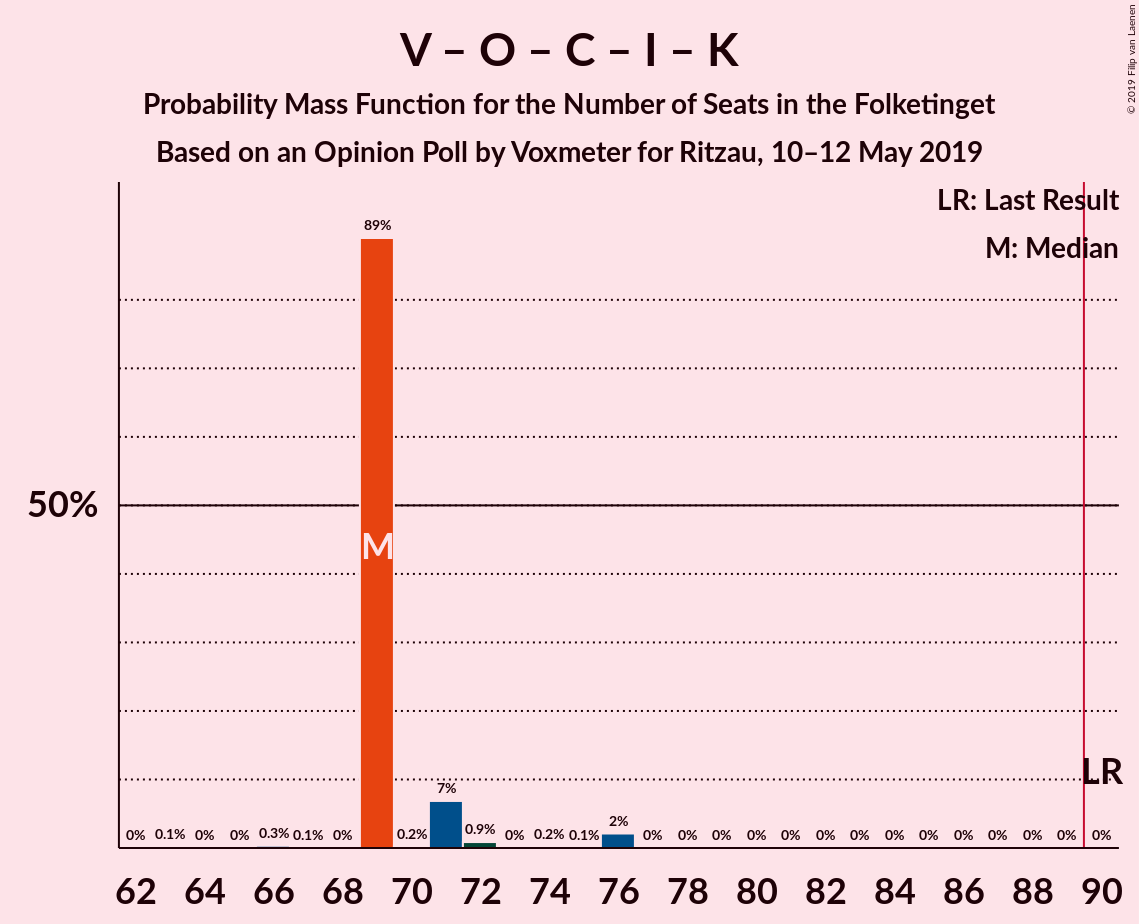 V – O – C – I – K
Probability Mass Function for the Number of Seats in the Folketinget
Based on an Opinion Poll by Voxmeter for Ritzau, 10–12 May 2019
© 2019 Filip van Laenen
LR: Last Result
M: Median
89%
50%
M
LR
7%
0% 0.1% 0% 0% 0.3% 0.1% 0% 0.2% 0.9% 0% 0.2% 0.1% 2% 0% 0% 0% 0% 0% 0% 0% 0% 0% 0% 0% 0% 0% 0%
62 64 66 68 70 72 74 76 78 80 82 84 86 88 90